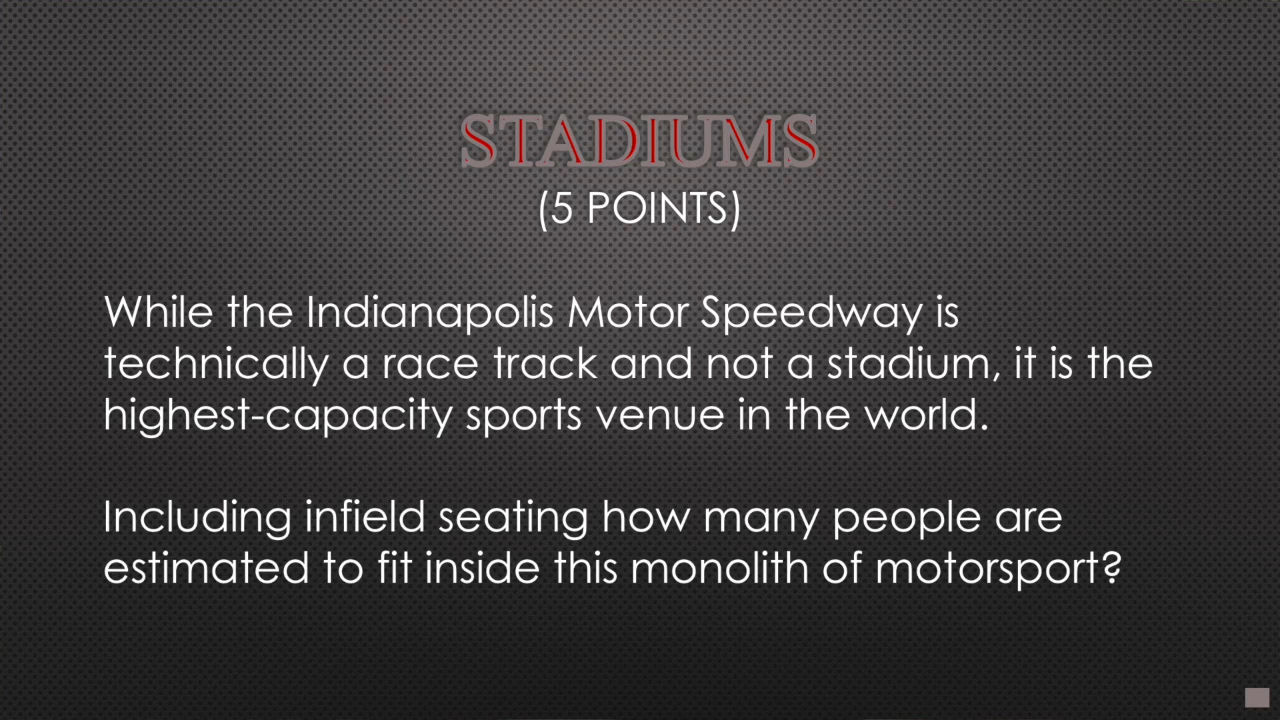 STADIUMS
(5 POINTS)
While the Indianapolis Motor Speedway is
technically a race track and not a stadium, it is the
highest-capacity sports venue in the world.
Including infield seating how many people are
estimated to fit inside this monolith of motorsport?